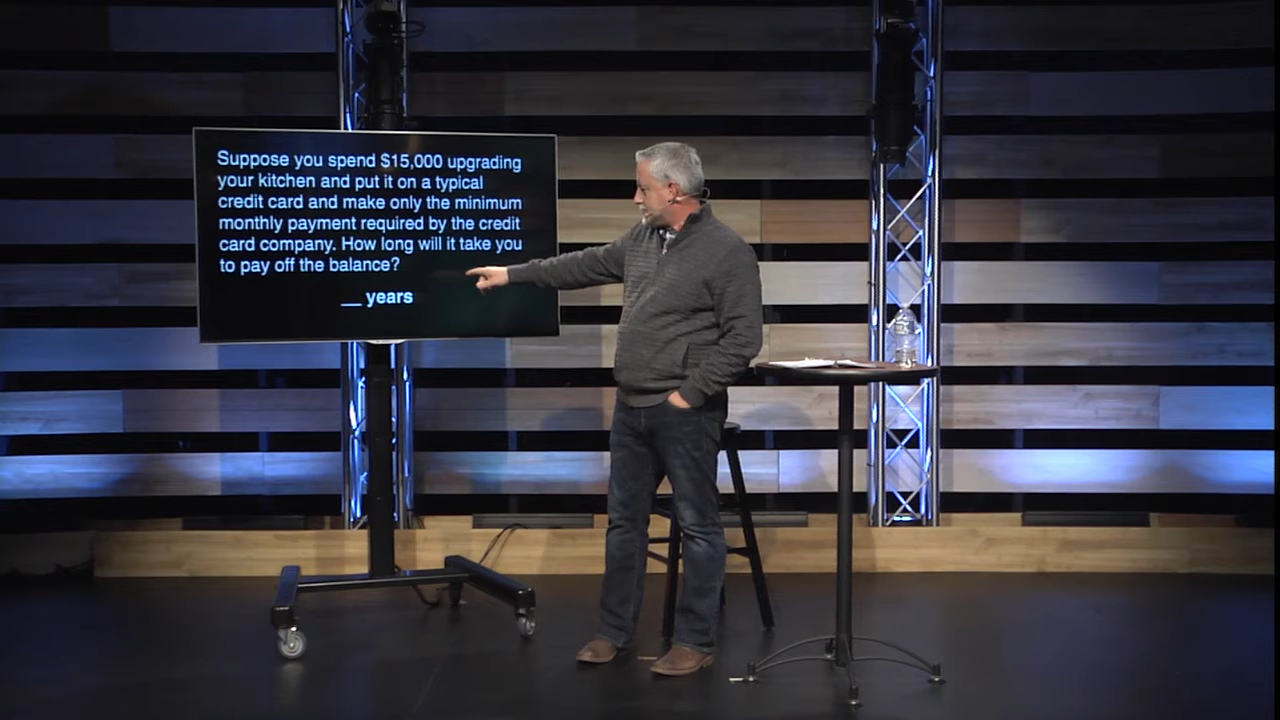 Suppose you spend $15,000 upgrading
your kitchen and put it on a typical
credit card and make only the minimum
monthly payment required by the credit
card company. How long will it take you
to pay off the balance?
__ years